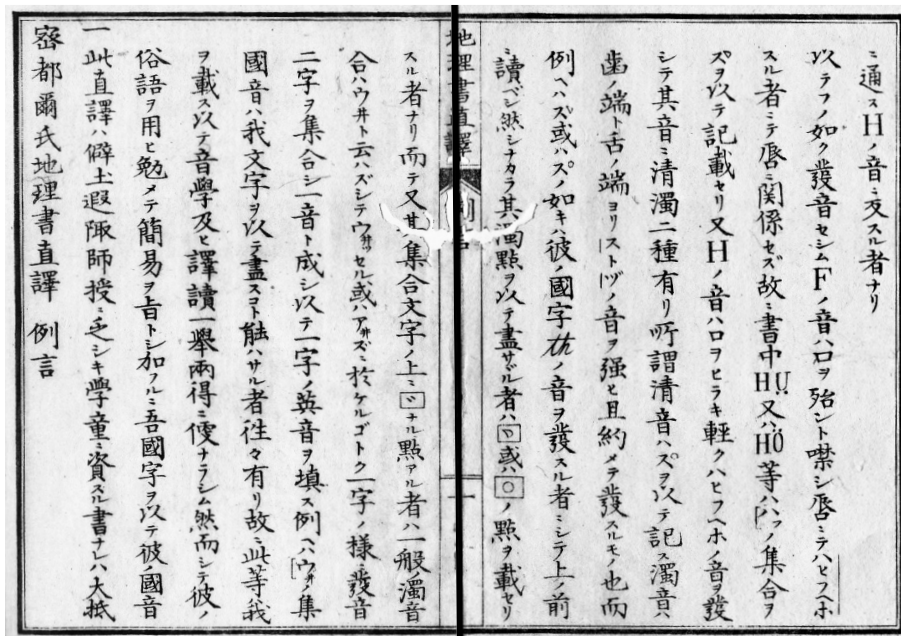 密都爾氏地理書直譯 例言
一此直譯ハ僻土遐陬師授ニ乏シキ學童ニ資スル書ナレハ大抵
俗語ヲ用ヒ勉メテ簡易ヲ旨トシ加フルニ吾國字ヲ以テ彼ノ國音
ヲ載ス以テ音學及ヒ譯讀一舉兩得ニ便ナラシム然而シテ彼ノ
國音ハ我文字ヲ以テ盡スコト能ハサル者往々有リ故ニ此等我
二字ヲ集合シ一音ト成シ以テ一字ノ英音ヲ填ス例ヘハウォノ集
合ハウ井ト云ハズシテウォセル或ハ於ケルゴトク一字ノ様ニ發音
スル者ナリ而テ又其集合文字ノ上ニナル點アル者ハ一般濁音
地理書直譯
一
ニ讀ベシ然シナカラ其濁點ヲ以テ盡サヾル者ハ或ハ○ノ點ヲ載セリ
例ヘハズ或ハスノ如キハ彼ノ國字thノ音ヲ發スル者ニシテ上ノ前
齒ノ端ト舌ノ端ヨリスト「ヅノ音ヲ强ヒ且約メテ發スルモノ也而
シテ其音ニ清濁二種有リ所謂清音ハスヲ以テ記ス濁音ハ
ズヲ以テ記載セリ又Hノ音ハ口ヲヒラキ輕クハヒフヘホノ音ヲ發
スル者ニテ唇ニ関係セズ故ニ書中HU又ハHO等ハハフノ集合ヲ
以テフノ如ク發音セシムFノ音ハ口ヲ殆シト噤シ唇ニテハヒフヘホ
ニ通スHノ音ニ反スル者ナリ